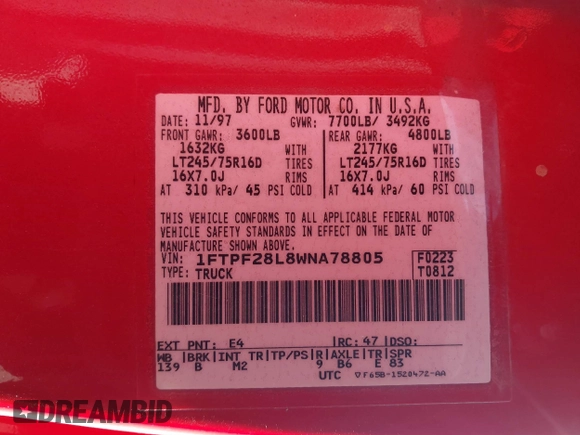 MFD. BY FORD MOTOR CO. IN U.S.A.
DATE: 11/97 GVWR: 7700LB/ 3492KG
FRONT GAWR: 3600LB REAR GAWR: 4800LB
1632KG WITH 2177KG WITH
LT245/75R16D TIRES LT245/75R16D TIRES
16X7.0J RIMS 16X7.0J RIMS
AT 310 kPa/ 45 PSI COLD AT 414 kPa/ 60 PSI COLD
THIS VEHICLE CONFORMS TO ALL APPLICABLE FEDERAL MOTOR
VEHICLE SAFETY STANDARDS IN EFFECT ON THE DATE OF
MANUFACTURE SHOWN ABOVE.
VIN: 1FTPF28L8WNA78805 F0223
TYPE: TRUCK T0812
EXT PNT: E4 RC: 47 DSO:
WB BRK INT TR TP/PS R AXLE TR SPR
139 B M2 9 B6 E 83
UTC F65B-1520472-AA
DREAMBID